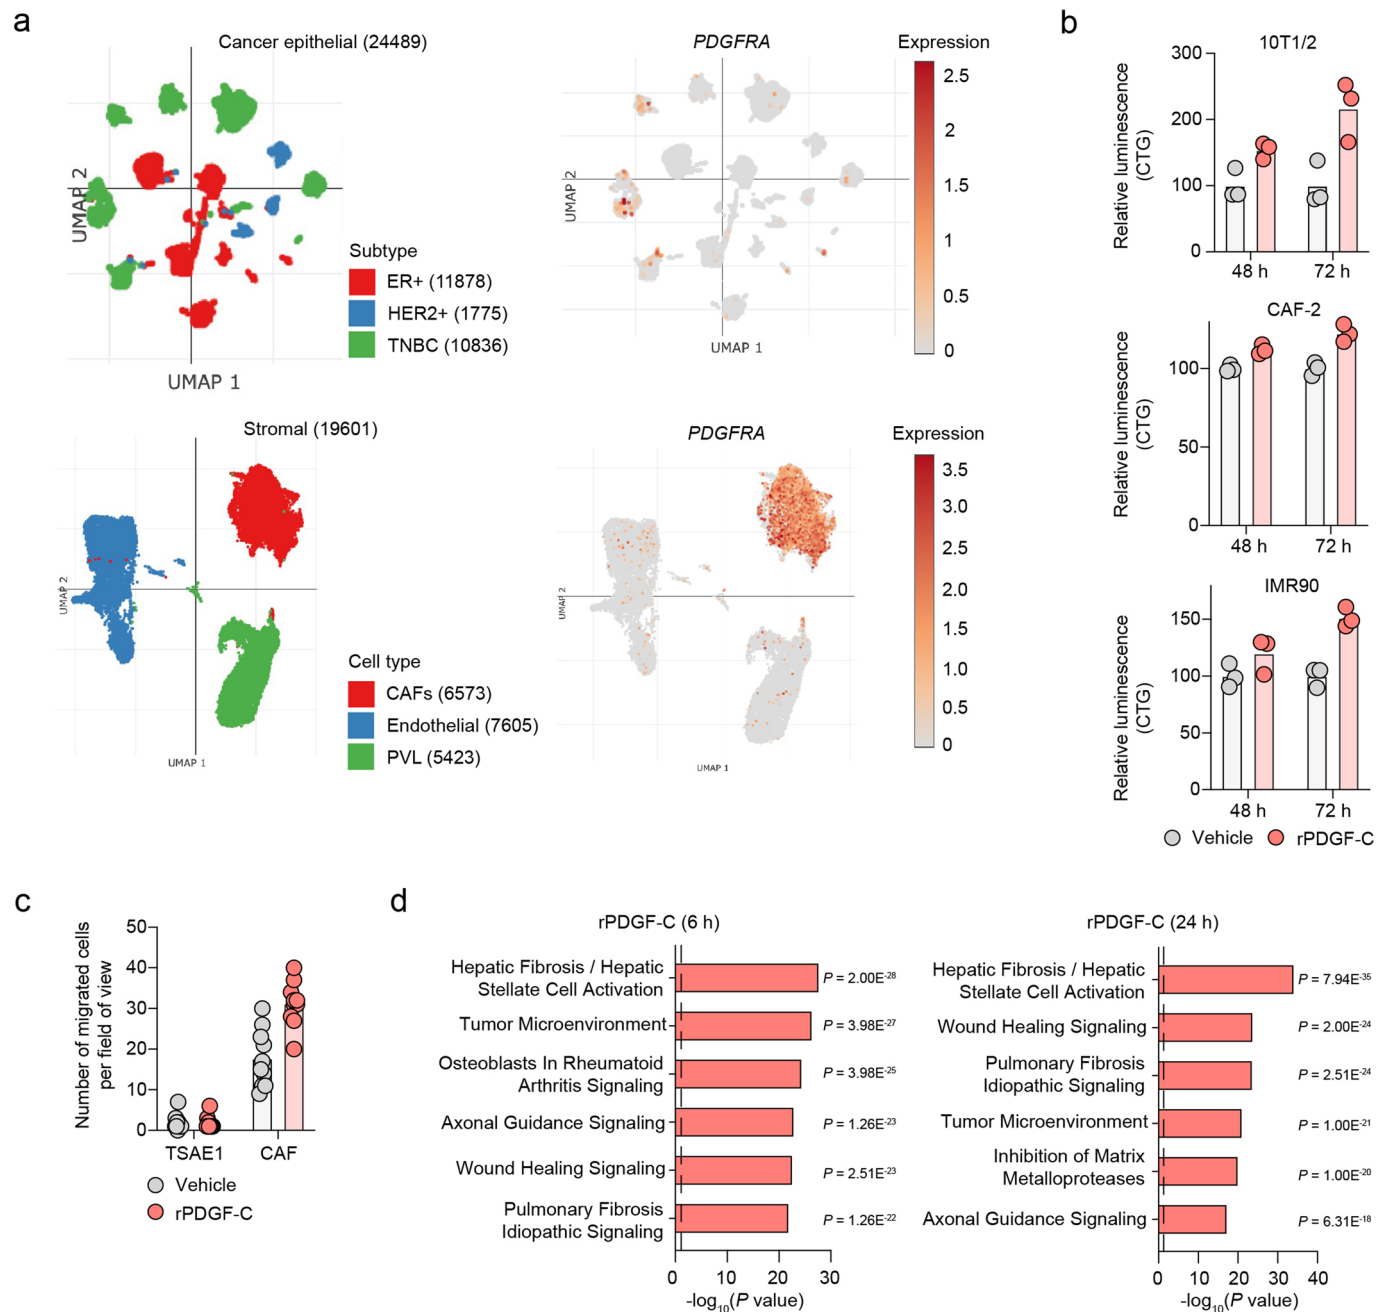 a
Cancer epithelial (24489)
UMAP 2
UMAP 1
Subtype
ER+ (11878)
HER2+ (1775)
TNBC (10836)
PDGFRA
UMAP 2
UMAP 1
Expression
2.5
2
1.5
1
0.5
0
Stromal (19601)
UMAP 2
UMAP 1
Cell type
CAFs (6573)
Endothelial (7605)
PVL (5423)
PDGFRA
UMAP 2
UMAP 1
Expression
3.5
3.0
2.5
2.0
1.5
1.0
0.5
0
b
10T1/2
Relative luminescence
(CTG)
300
200
100
0
48 h
72 h
CAF-2
Relative luminescence
(CTG)
100
50
0
48 h
72 h
IMR90
Relative luminescence
(CTG)
150
100
50
0
48 h
72 h
Vehicle
rPDGF-C
c
Number of migrated cells
per field of view
50
40
30
20
10
0
TSAE1
CAF
Vehicle
rPDGF-C
d
rPDGF-C (6 h)
Hepatic Fibrosis / Hepatic
Stellate Cell Activation
P = 2.00E-28
Tumor Microenvironment
P = 3.98E-27
Osteoblasts In Rheumatoid
Arthritis Signaling
P = 3.98E-25
Axonal Guidance Signaling
P = 1.26E-23
Wound Healing Signaling
P = 2.51E-23
Pulmonary Fibrosis
Idiopathic Signaling
P = 1.26E-22
0 10 20 30
-log10(P value)
rPDGF-C (24 h)
Hepatic Fibrosis / Hepatic
Stellate Cell Activation
P = 7.94E-35
Wound Healing Signaling
P = 2.00E-24
Pulmonary Fibrosis
Idiopathic Signaling
P = 2.51E-24
Tumor Microenvironment
P = 1.00E-21
Inhibition of Matrix
Metalloproteases
P = 1.00E-20
Axonal Guidance Signaling
P = 6.31E-18
0 10 20 30 40
-log10(P value)